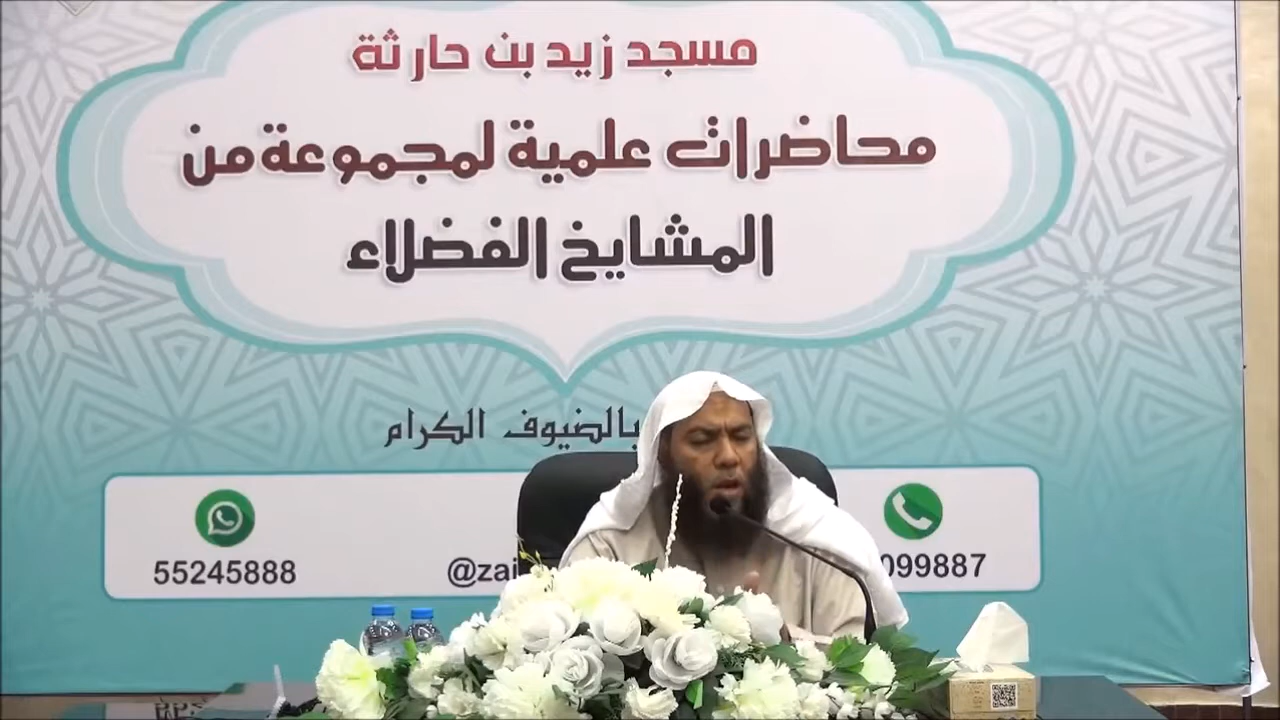 مسجد زيد بن حارثة
محاضرات علمية لمجموعة من
المشايخ الفضلاء
بالضيوف الكرام
55245888
@zai
099887